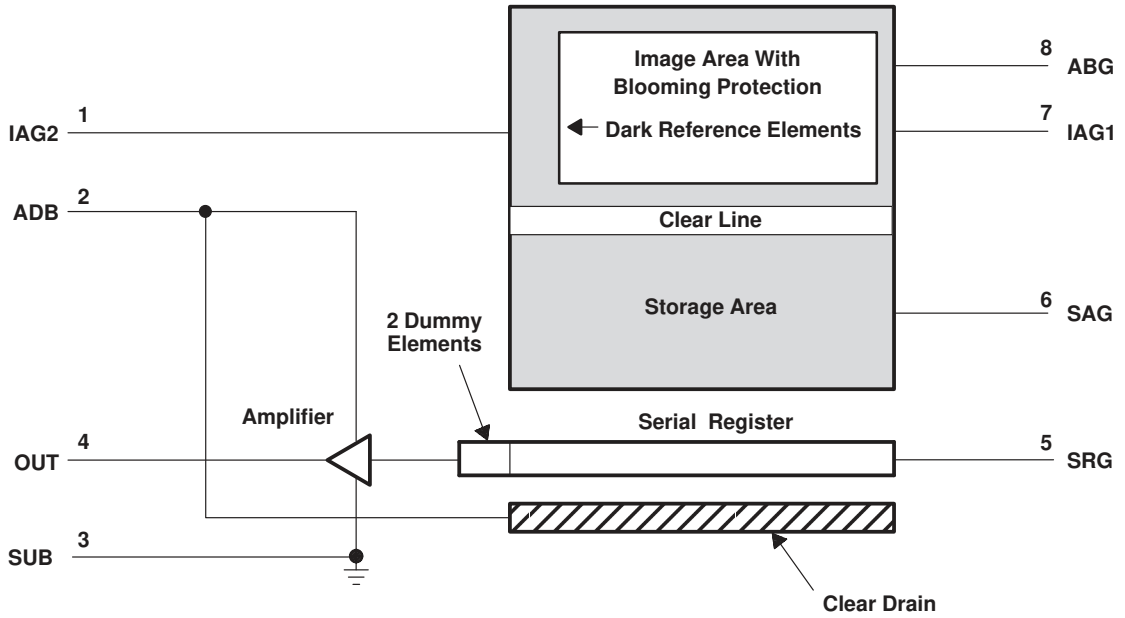 Image Area With
Blooming Protection
Dark Reference Elements
8
ABG
1
IAG2
7
IAG1
2
ADB
Clear Line
Storage Area
6
SAG
2 Dummy
Elements
Amplifier
Serial Register
4
OUT
5
SRG
3
SUB
Clear Drain